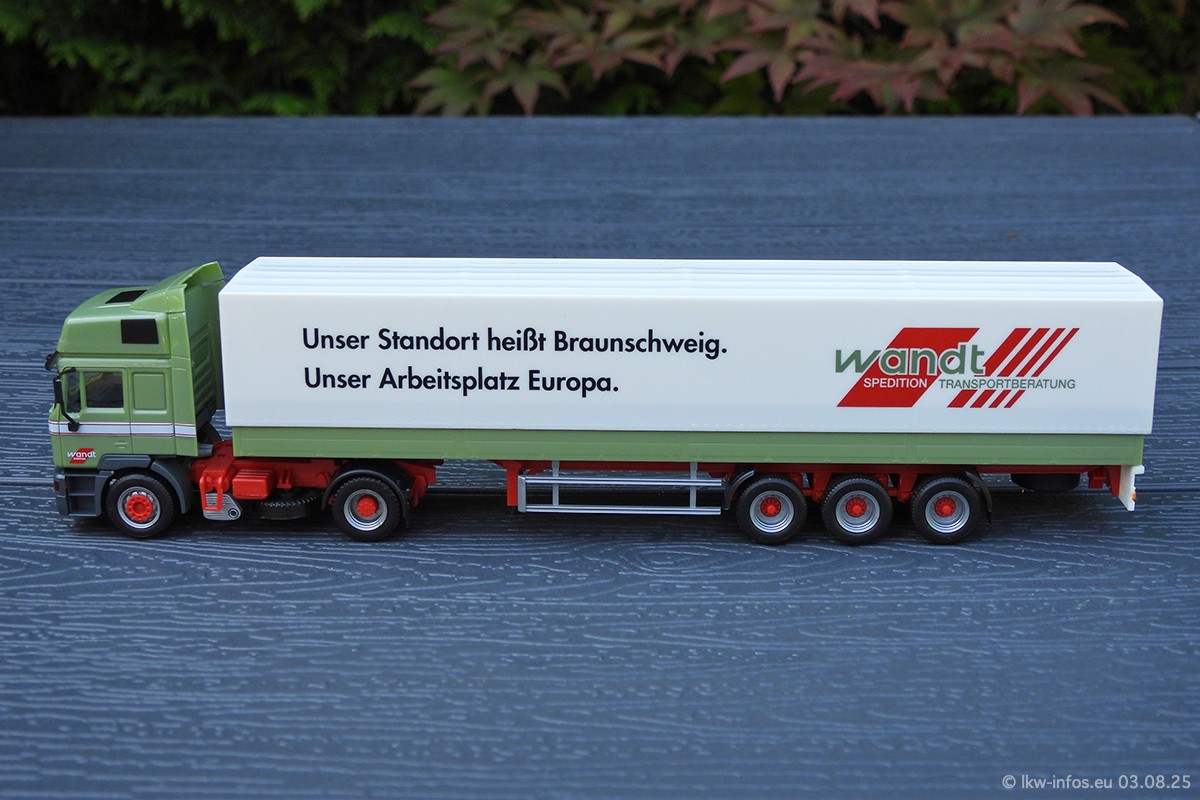 Unser Standort heißt Braunschweig.
Unser Arbeitsplatz Europa.
wandt
SPEDITION TRANSPORTBERATUNG
wandt
© lkw-infos.eu 03.08.25